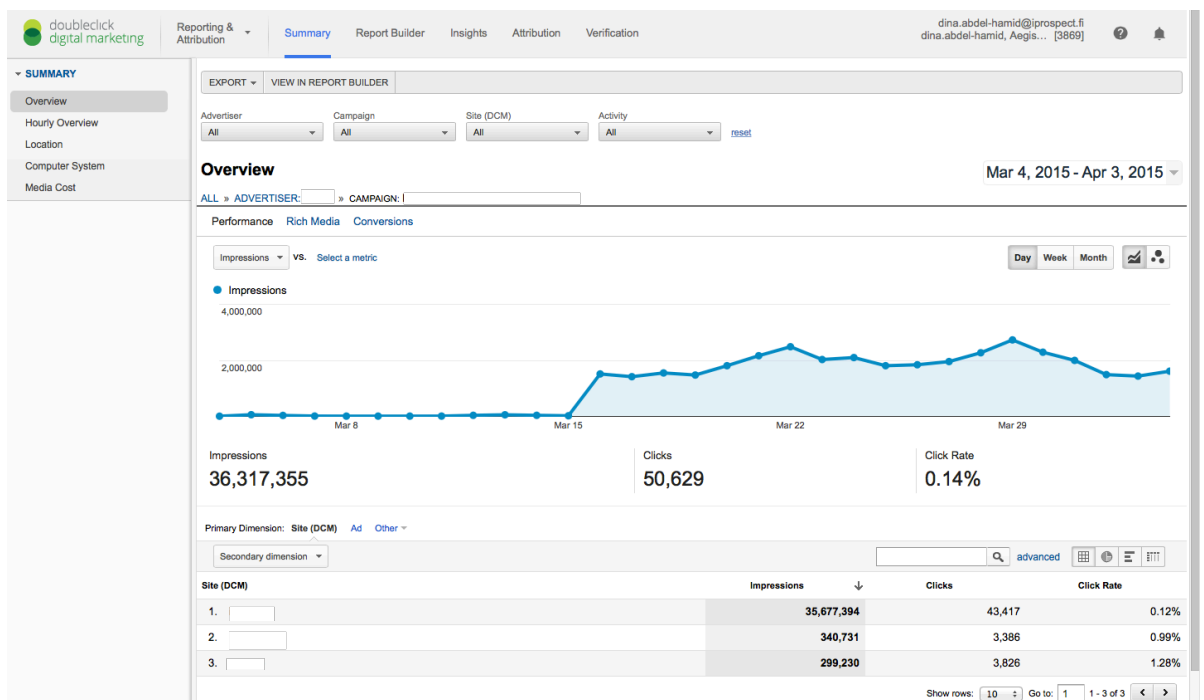 doubleclick
digital marketing
Reporting &
Attribution
Summary
Report Builder
Insights
Attribution
Verification
dina.abdel-hamid@iprospect.fi
dina.abdel-hamid, Aegis... [3869]
SUMMARY
Overview
Hourly Overview
Location
Computer System
Media Cost
EXPORT
VIEW IN REPORT BUILDER
Advertiser
Campaign
Site (DCM)
Activity
All
All
All
All
reset
Overview
Mar 4, 2015 - Apr 3, 2015
ALL » ADVERTISER: » CAMPAIGN:
Performance
Rich Media
Conversions
Impressions
VS.
Select a metric
Day
Week
Month
Impressions
4,000,000
2,000,000
Mar 8
Mar 15
Mar 22
Mar 29
Impressions
Clicks
Click Rate
36,317,355
50,629
0.14%
Primary Dimension: Site (DCM) Ad Other
Secondary dimension
advanced
Site (DCM) Impressions Clicks Click Rate
1. 35,677,394 43,417 0.12%
2. 340,731 3,386 0.99%
3. 299,230 3,826 1.28%
Show rows: 10 Go to: 1 1 - 3 of 3